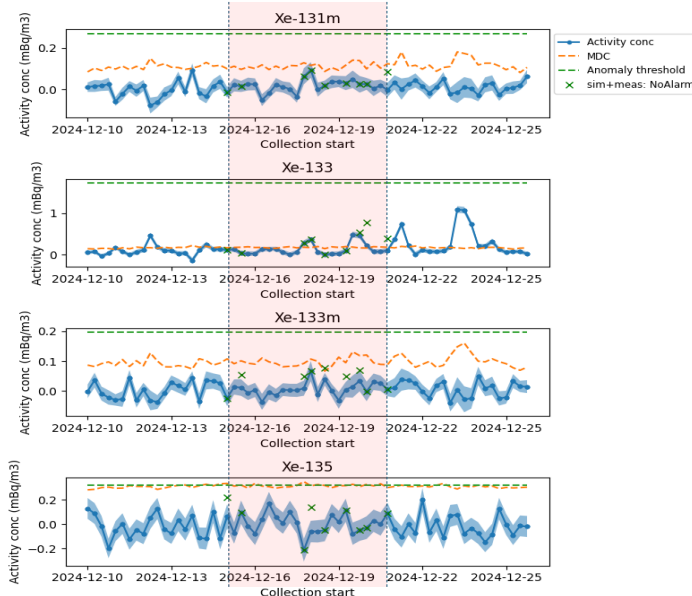 Xe-131m
Activity conc (mBq/m3)
0.2
0.0
2024-12-10 2024-12-13 2024-12-16 2024-12-19 2024-12-22 2024-12-25
Collection start
Activity conc
MDC
Anomaly threshold
sim+meas: NoAlarm
Xe-133
Activity conc (mBq/m3)
1
0
2024-12-10 2024-12-13 2024-12-16 2024-12-19 2024-12-22 2024-12-25
Collection start
Xe-133m
Activity conc (mBq/m3)
0.2
0.1
0.0
2024-12-10 2024-12-13 2024-12-16 2024-12-19 2024-12-22 2024-12-25
Collection start
Xe-135
Activity conc (mBq/m3)
0.2
0.0
−0.2
2024-12-10 2024-12-13 2024-12-16 2024-12-19 2024-12-22 2024-12-25
Collection start